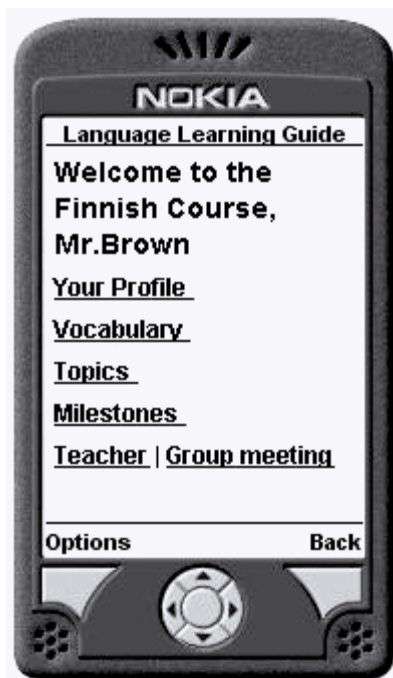 NOKIA
Language Learning Guide
Welcome to the
Finnish Course,
Mr.Brown
Your Profile
Vocabulary
Topics
Milestones
Teacher | Group meeting
Options Back